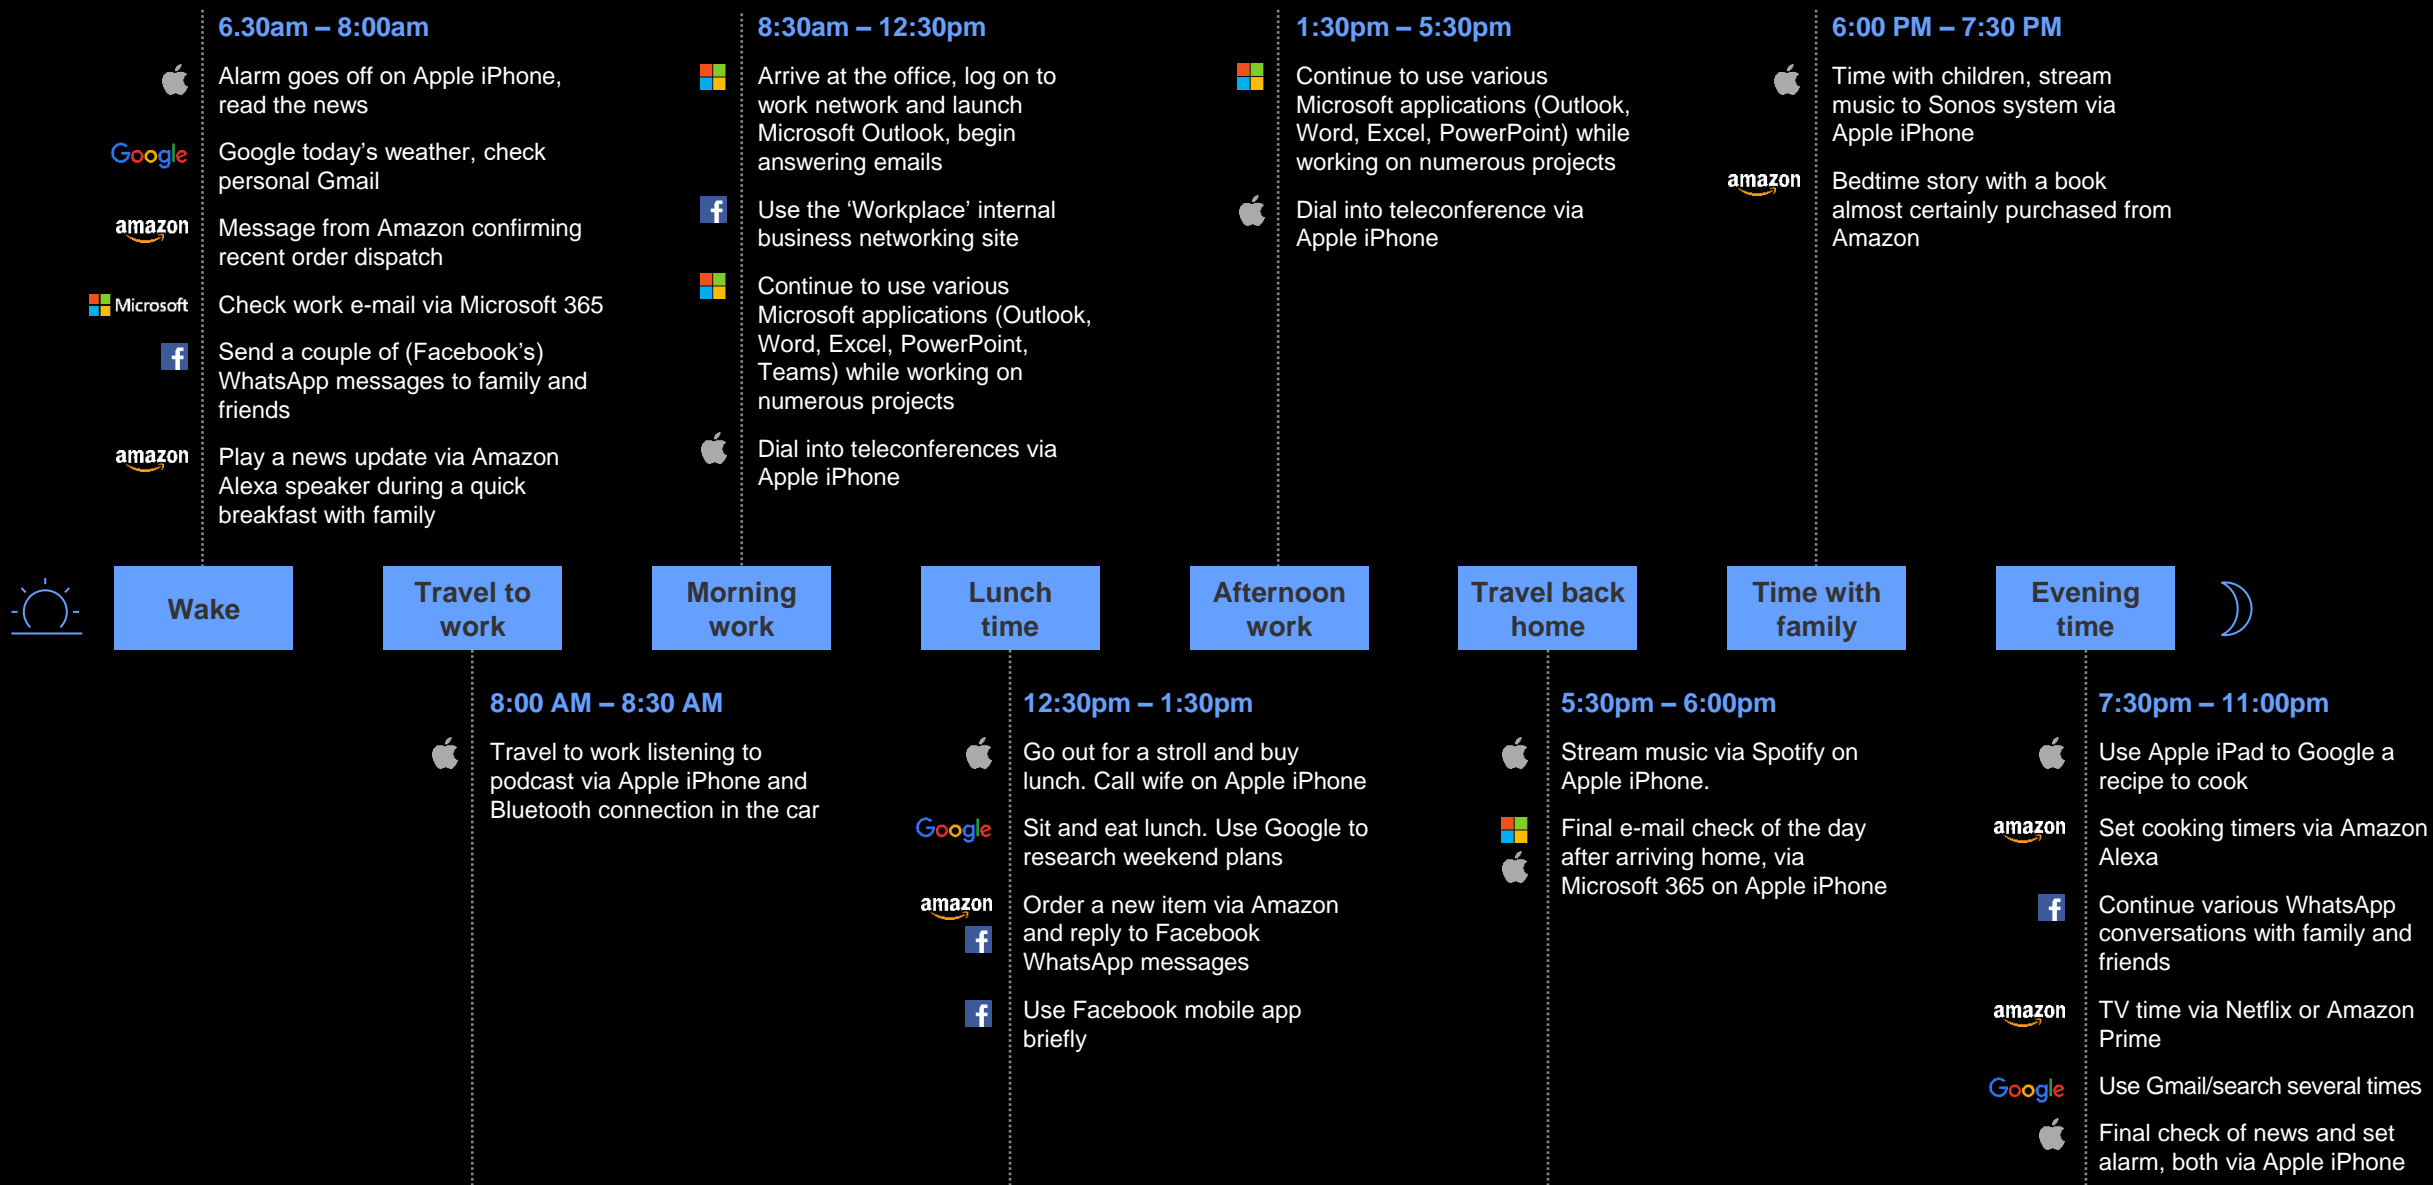 6.30am – 8:00am
Alarm goes off on Apple iPhone,
read the news
Google
Google today’s weather, check
personal Gmail
amazon
Message from Amazon confirming
recent order dispatch
Microsoft
Check work e-mail via Microsoft 365
Send a couple of (Facebook’s)
WhatsApp messages to family and
friends
amazon
Play a news update via Amazon
Alexa speaker during a quick
breakfast with family
8:30am – 12:30pm
Arrive at the office, log on to
work network and launch
Microsoft Outlook, begin
answering emails
f
Use the ‘Workplace’ internal
business networking site
Continue to use various
Microsoft applications (Outlook,
Word, Excel, PowerPoint,
Teams) while working on
numerous projects
Dial into teleconferences via
Apple iPhone
1:30pm – 5:30pm
Continue to use various
Microsoft applications (Outlook,
Word, Excel, PowerPoint) while
working on numerous projects
Dial into teleconference via
Apple iPhone
6:00 PM – 7:30 PM
Time with children, stream
music to Sonos system via
Apple iPhone
amazon
Bedtime story with a book
almost certainly purchased from
Amazon
Wake
Travel to
work
Morning
work
Lunch
time
Afternoon
work
Travel back
home
Time with
family
Evening
time
8:00 AM – 8:30 AM
Travel to work listening to
podcast via Apple iPhone and
Bluetooth connection in the car
12:30pm – 1:30pm
Go out for a stroll and buy
lunch. Call wife on Apple iPhone
Google
Sit and eat lunch. Use Google to
research weekend plans
amazon
f
Order a new item via Amazon
and reply to Facebook
WhatsApp messages
f
Use Facebook mobile app
briefly
5:30pm – 6:00pm
Stream music via Spotify on
Apple iPhone.
Final e-mail check of the day
after arriving home, via
Microsoft 365 on Apple iPhone
7:30pm – 11:00pm
Use Apple iPad to Google a
recipe to cook
amazon
Set cooking timers via Amazon
Alexa
f
Continue various WhatsApp
conversations with family and
friends
amazon
TV time via Netflix or Amazon
Prime
Google
Use Gmail/search several times
Final check of news and set
alarm, both via Apple iPhone